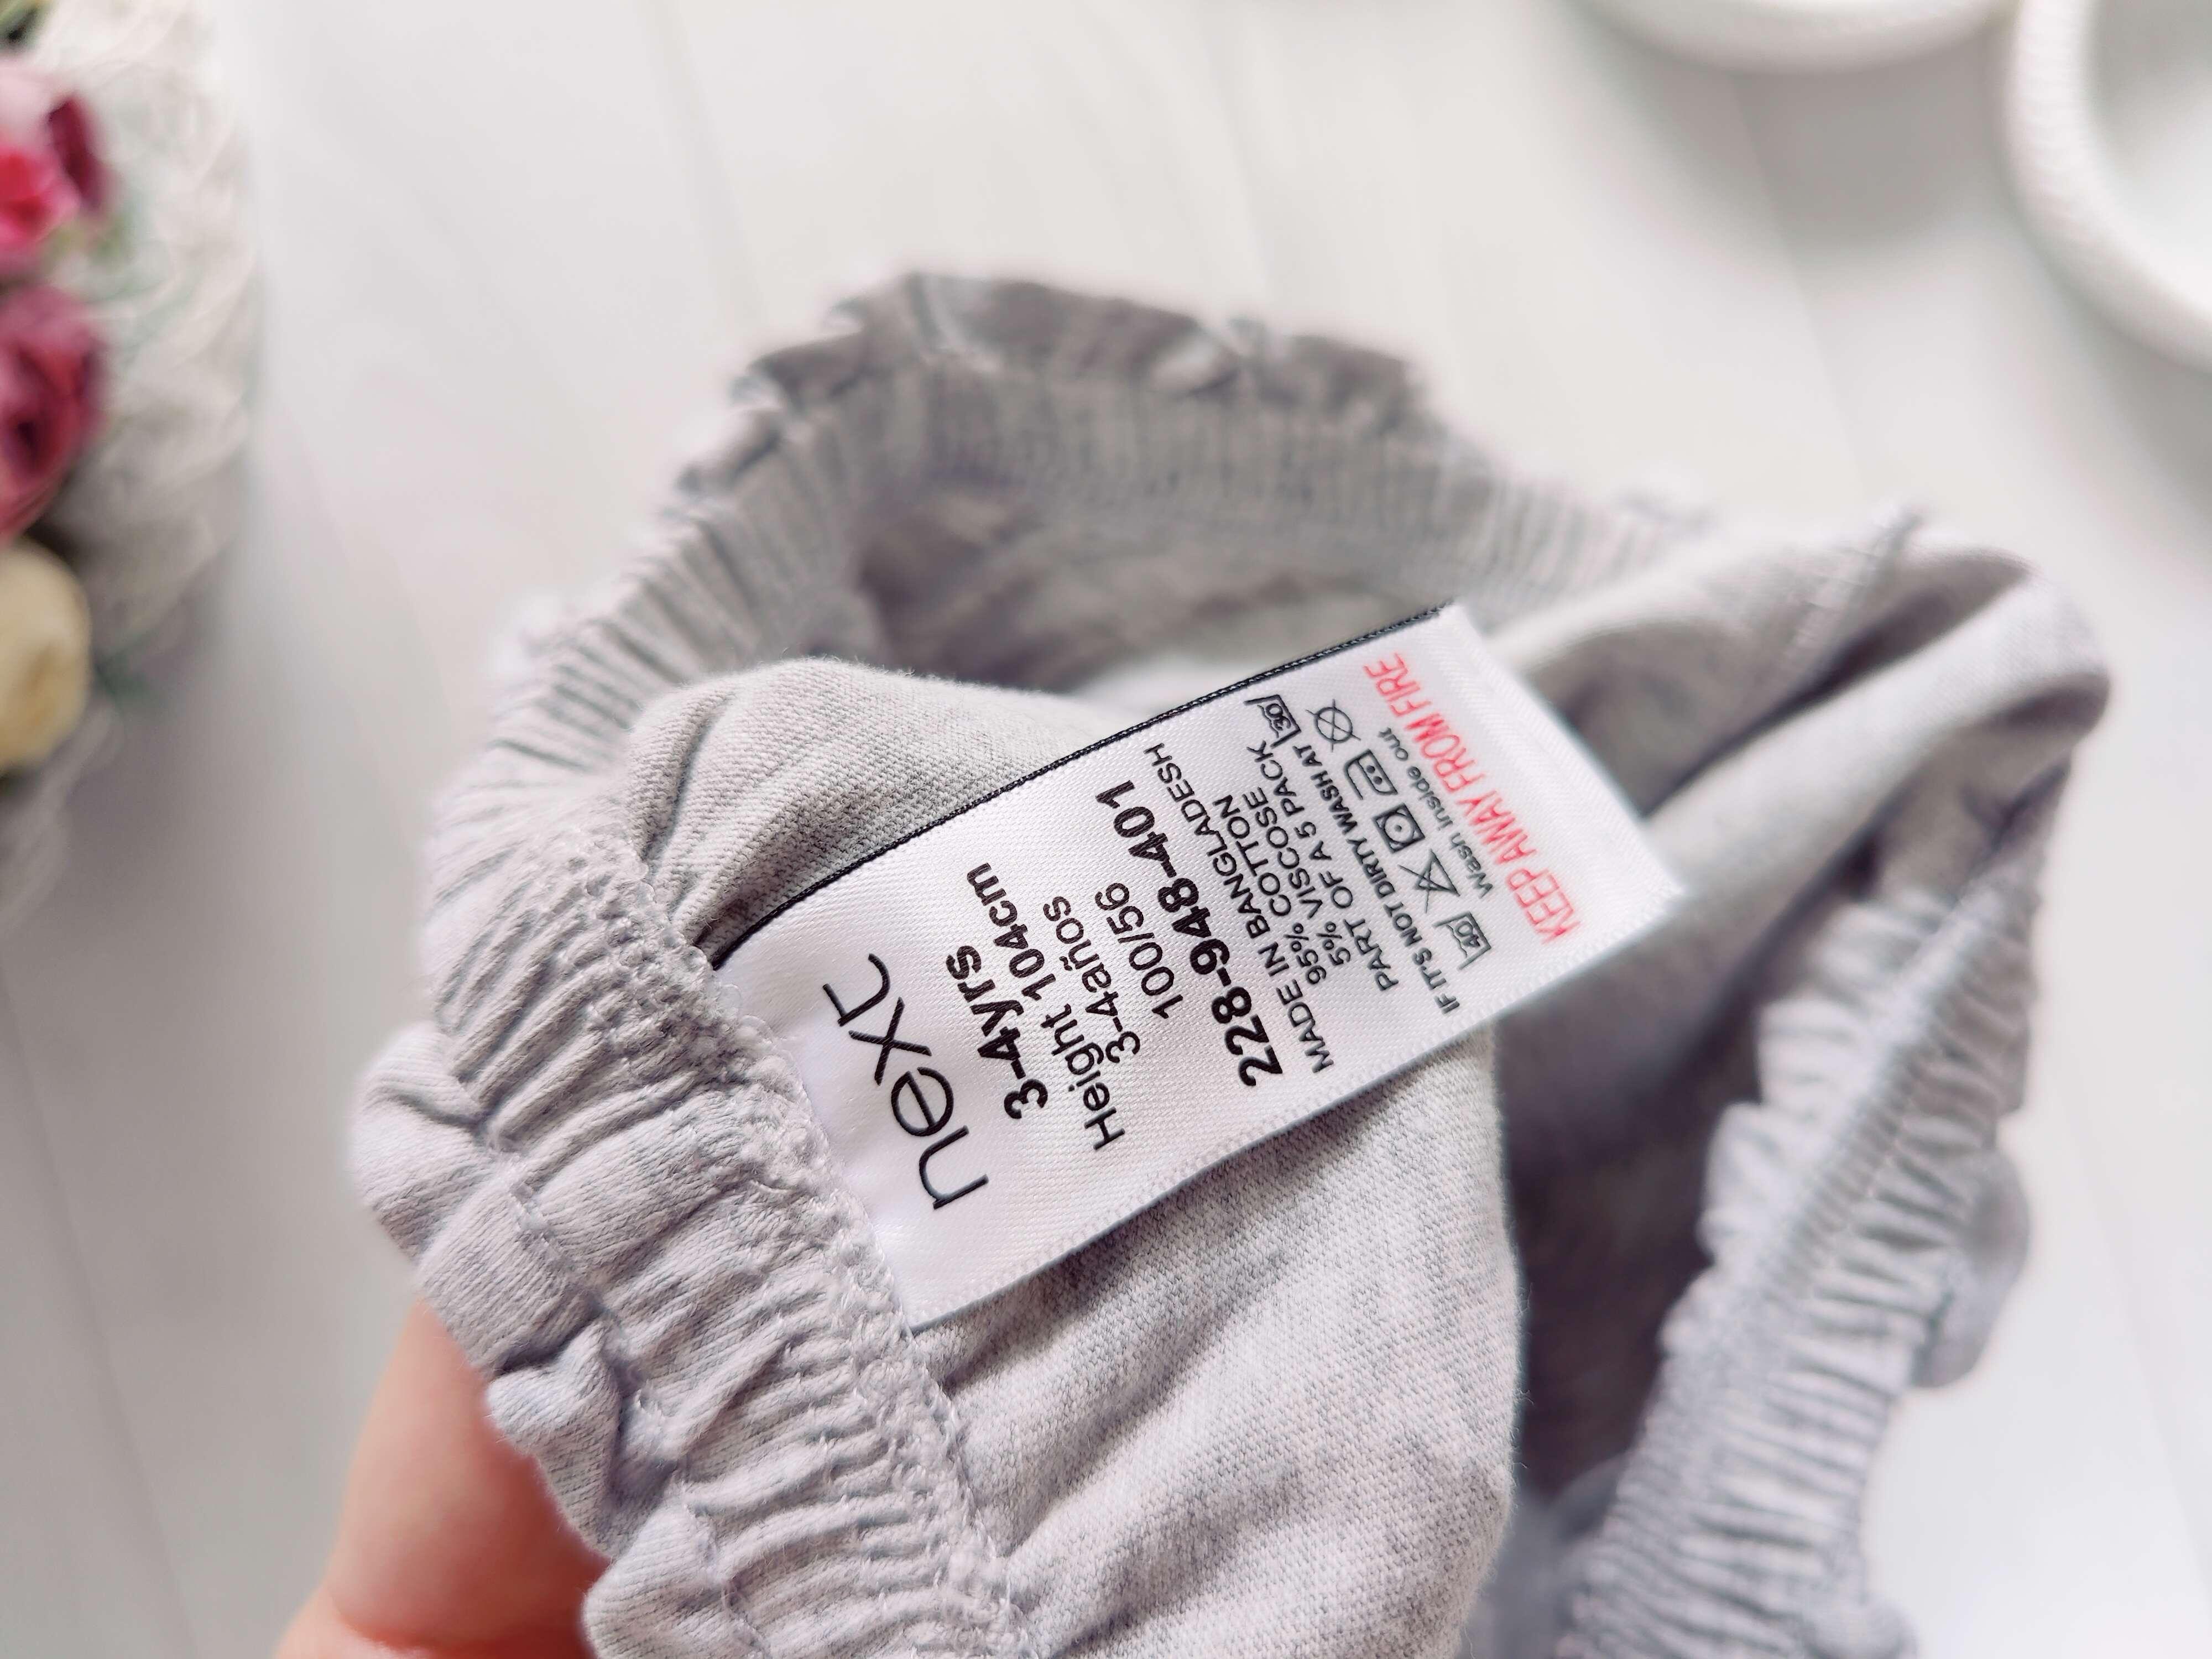 next
3-4yrs
Height 104cm
3-4años
100/56
228-948-401
MADE IN BANGLADESH
95% COTTON
5% VISCOSE
PART OF A 5 PACK
IF IT'S NOT DIRTY WASH AT 30
40
Wash inside out
KEEP AWAY FROM FIRE